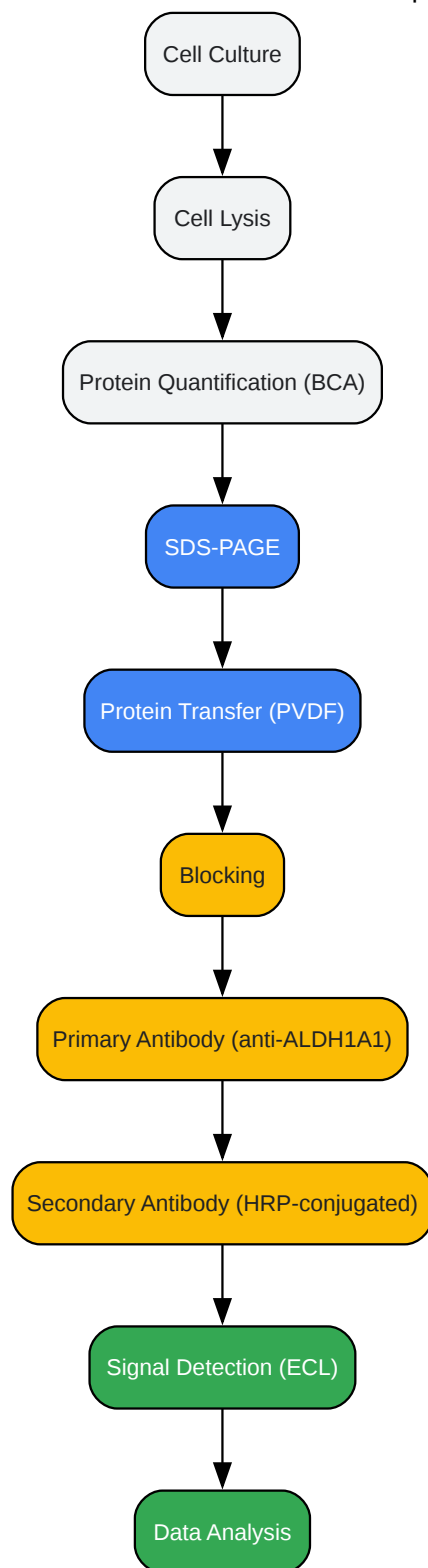 Cell Culture
Cell Lysis
Protein Quantification (BCA)
SDS-PAGE
Protein Transfer (PVDF)
Blocking
Primary Antibody (anti-ALDH1A1)
Secondary Antibody (HRP-conjugated)
Signal Detection (ECL)
Data Analysis